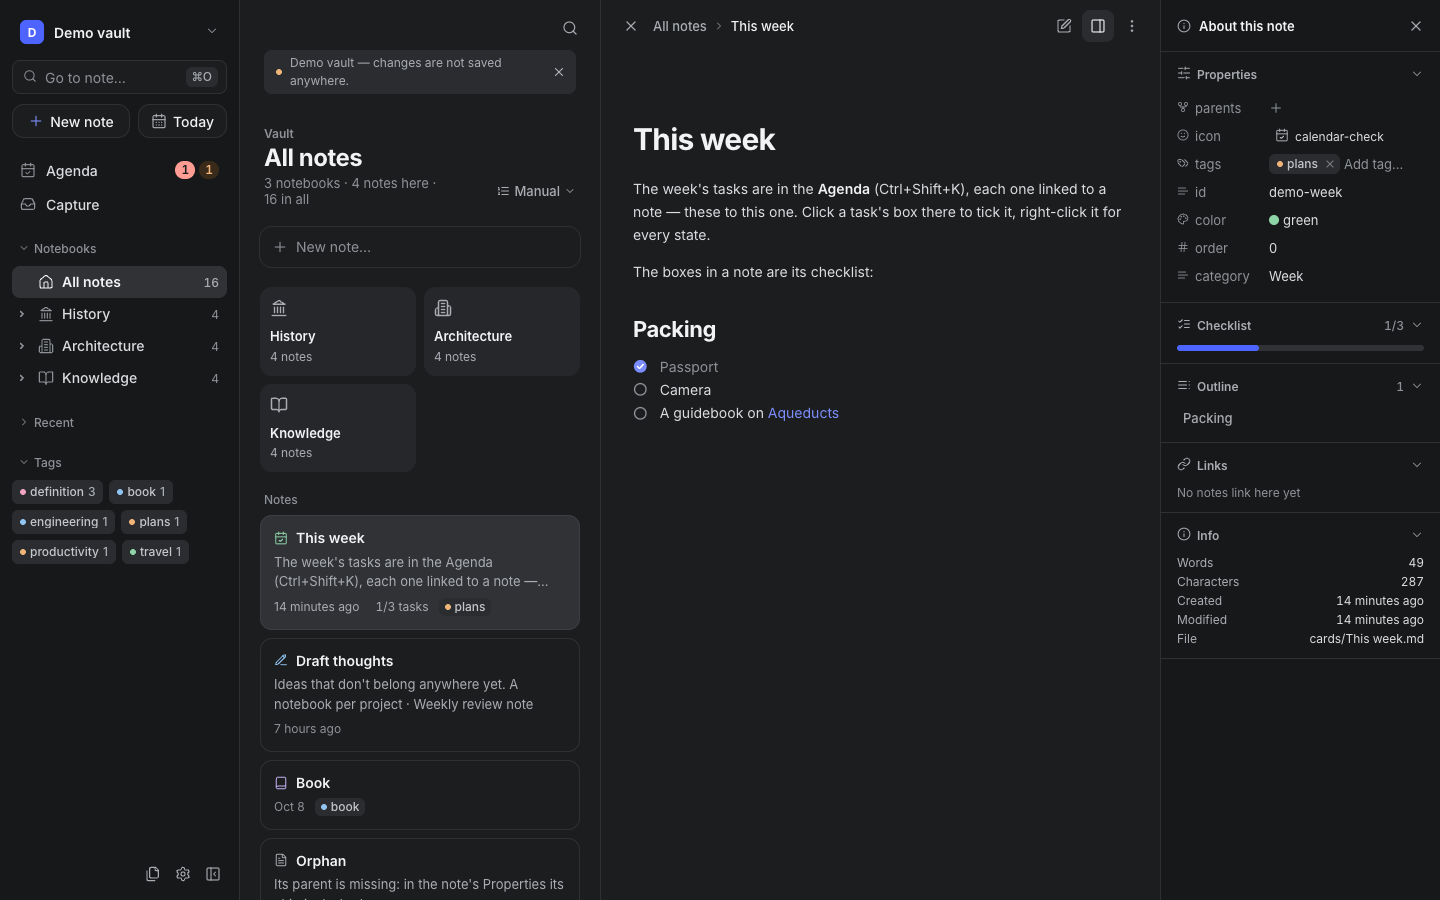 D Demo vault
Go to note... ⌘O
+ New note
Today
Agenda 1 1
Capture
Notebooks
All notes 16
History 4
Architecture 4
Knowledge 4
Recent
Tags
definition 3
book 1
engineering 1
plans 1
productivity 1
travel 1
Demo vault — changes are not saved
anywhere.
Vault
All notes
3 notebooks · 4 notes here ·
16 in all
Manual
+ New note...
History
4 notes
Architecture
4 notes
Knowledge
4 notes
Notes
This week
The week's tasks are in the Agenda
(Ctrl+Shift+K), each one linked to a note —...
14 minutes ago 1/3 tasks plans
Draft thoughts
Ideas that don't belong anywhere yet. A
notebook per project · Weekly review note
7 hours ago
Book
Oct 8 book
Orphan
Its parent is missing: in the note's Properties its
All notes > This week
This week
The week's tasks are in the Agenda (Ctrl+Shift+K), each one linked to a
note — these to this one. Click a task's box there to tick it, right-click it for
every state.
The boxes in a note are its checklist:
Packing
Passport
Camera
A guidebook on Aqueducts
About this note
Properties
parents +
icon calendar-check
tags plans × Add tag...
id demo-week
color green
order 0
category Week
Checklist 1/3
Outline 1
Packing
Links
No notes link here yet
Info
Words 49
Characters 287
Created 14 minutes ago
Modified 14 minutes ago
File cards/This week.md